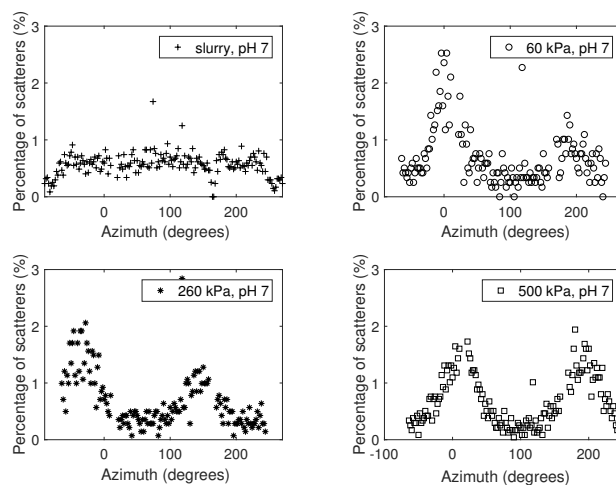 3
2
1
0
Percentage of scatterers (%)
slurry, pH 7
0 100 200
Azimuth (degrees)
3
2
1
0
Percentage of scatterers (%)
60 kPa, pH 7
0 100 200
Azimuth (degrees)
3
2
1
0
Percentage of scatterers (%)
260 kPa, pH 7
0 100 200
Azimuth (degrees)
3
2
1
0
Percentage of scatterers (%)
500 kPa, pH 7
-100 0 100 200
Azimuth (degrees)